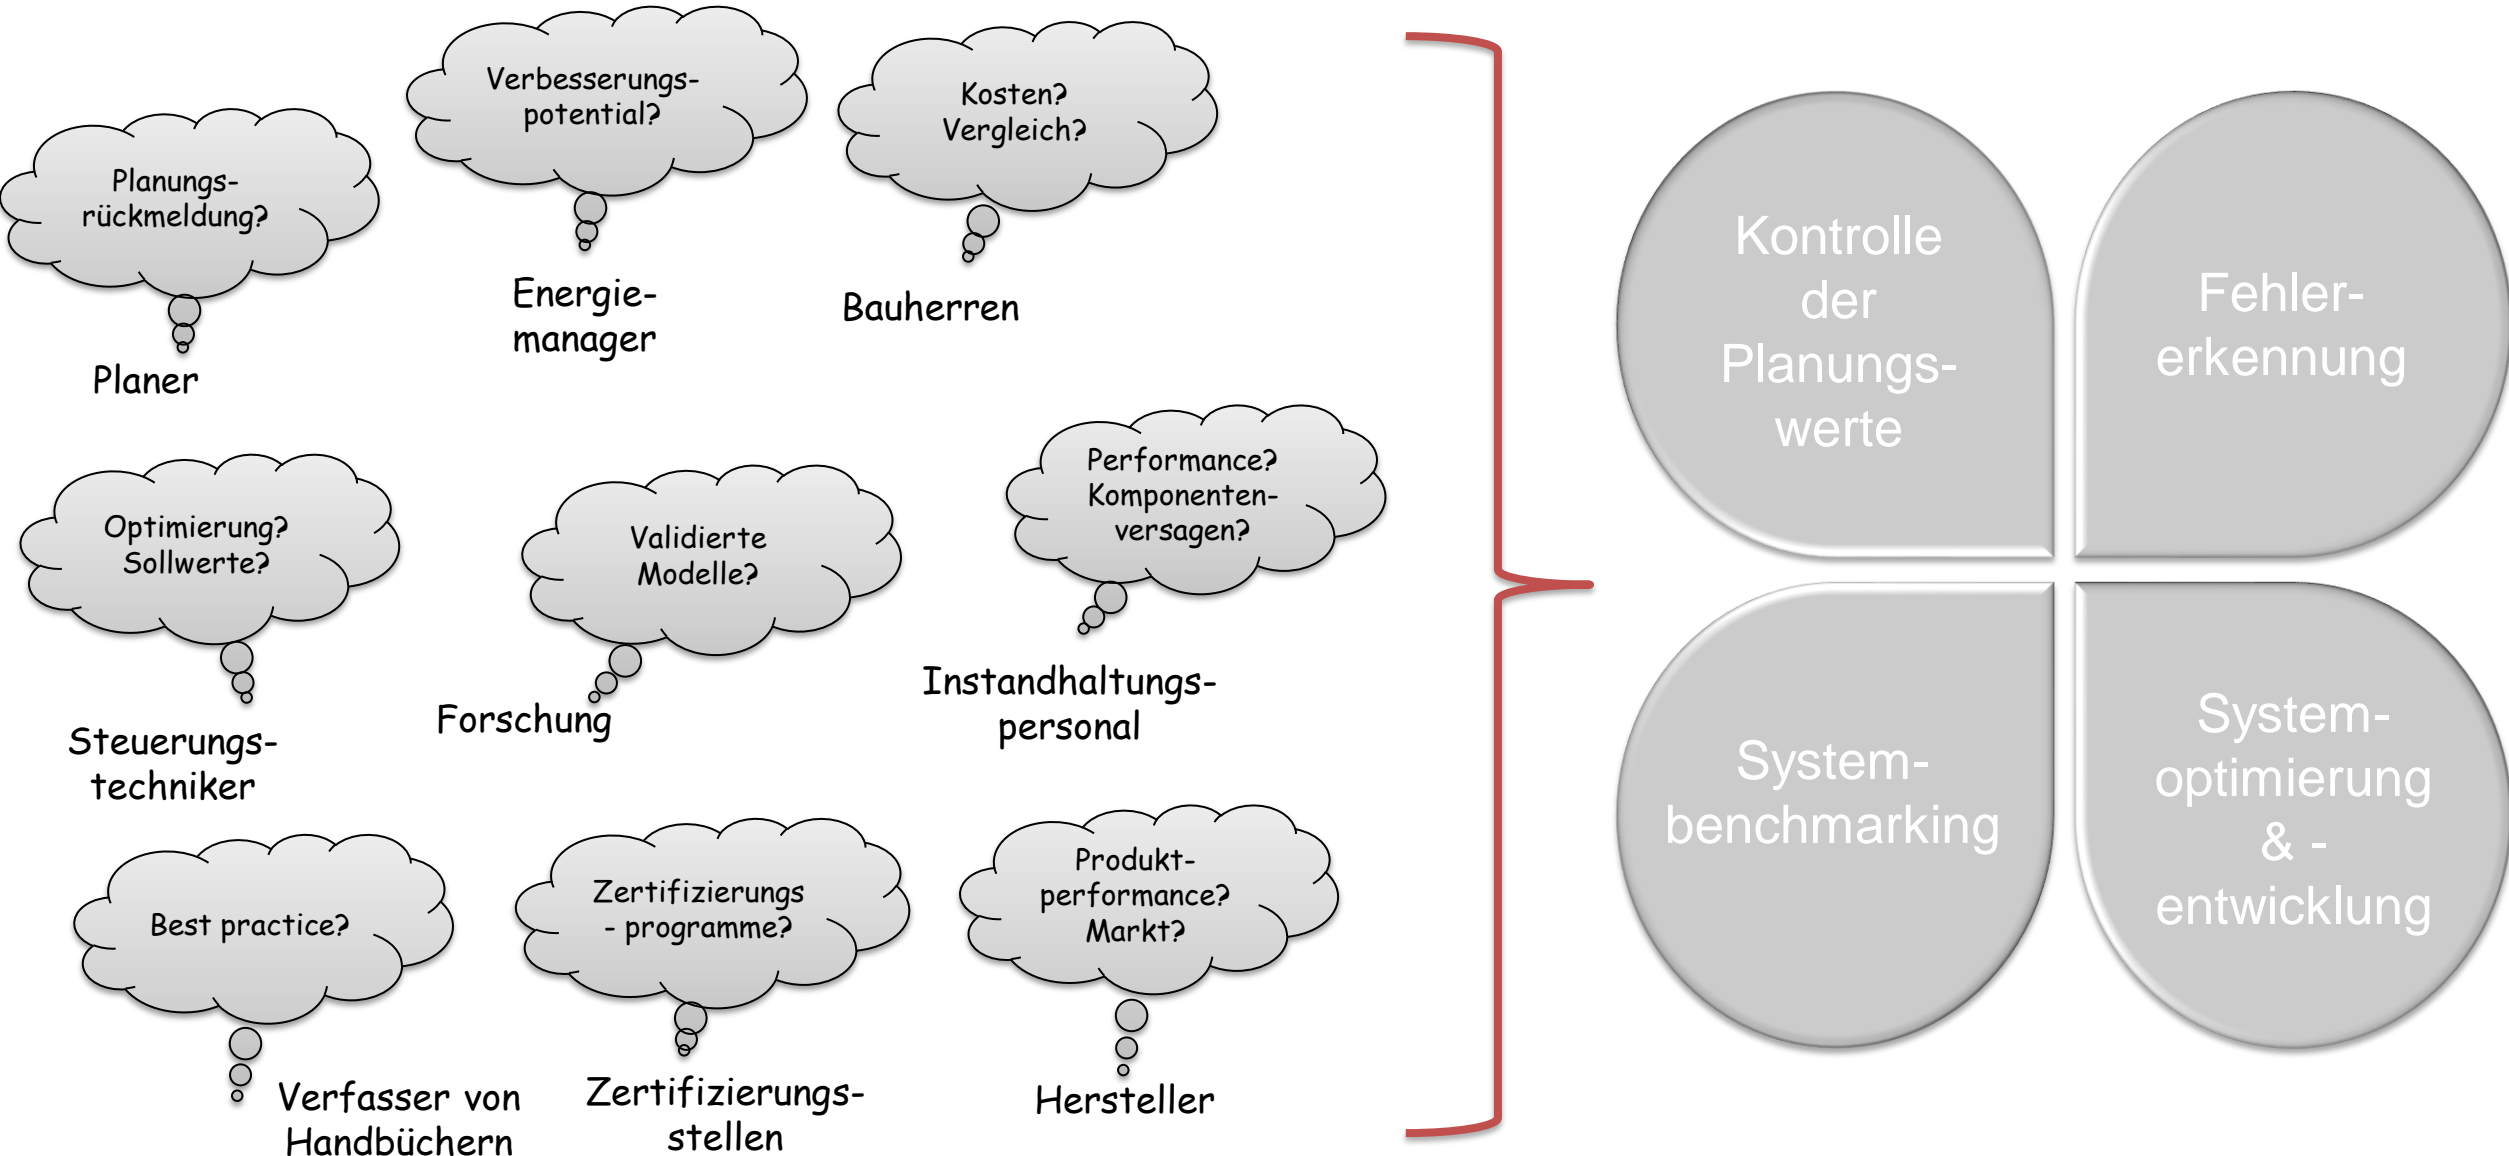 Planungs-
rückmeldung?
Planer
Verbesserungs-
potential?
Energie-
manager
Kosten?
Vergleich?
Bauherren
Optimierung?
Sollwerte?
Steuerungs-
techniker
Validierte
Modelle?
Forschung
Performance?
Komponenten-
versagen?
Instandhaltungs-
personal
Best practice?
Verfasser von
Handbüchern
Zertifizierungs
- programme?
Zertifizierungs-
stellen
Produkt-
performance?
Markt?
Hersteller
Kontrolle
der
Planungs-
werte
Fehler-
erkennung
System-
benchmarking
System-
optimierung
& -
entwicklung